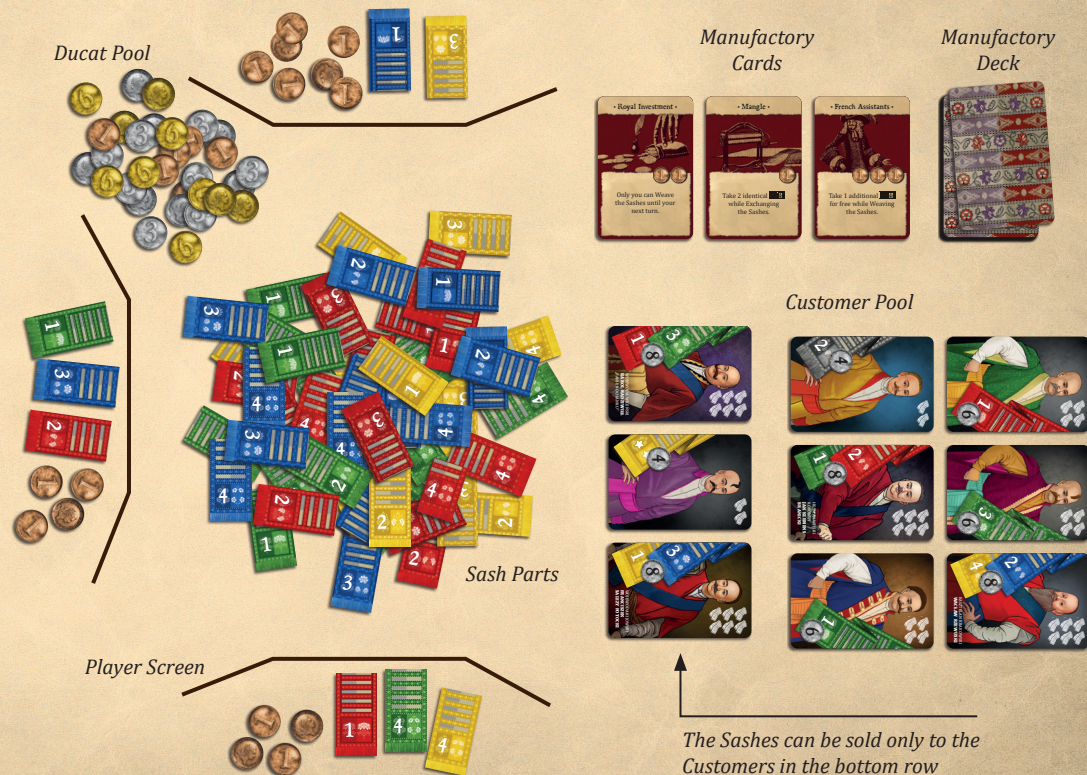 Ducat Pool
Manufactory
Cards
Manufactory
Deck
• Royal Investment •
Only you can Weave
the Sashes until your
next turn.
• Mangle •
Take 2 identical
while Exchanging
the Sashes.
• French Assistants •
Take 1 additional
for free while Weaving
the Sashes.
Customer Pool
Sash Parts
Player Screen
The Sashes can be sold only to the
Customers in the bottom row